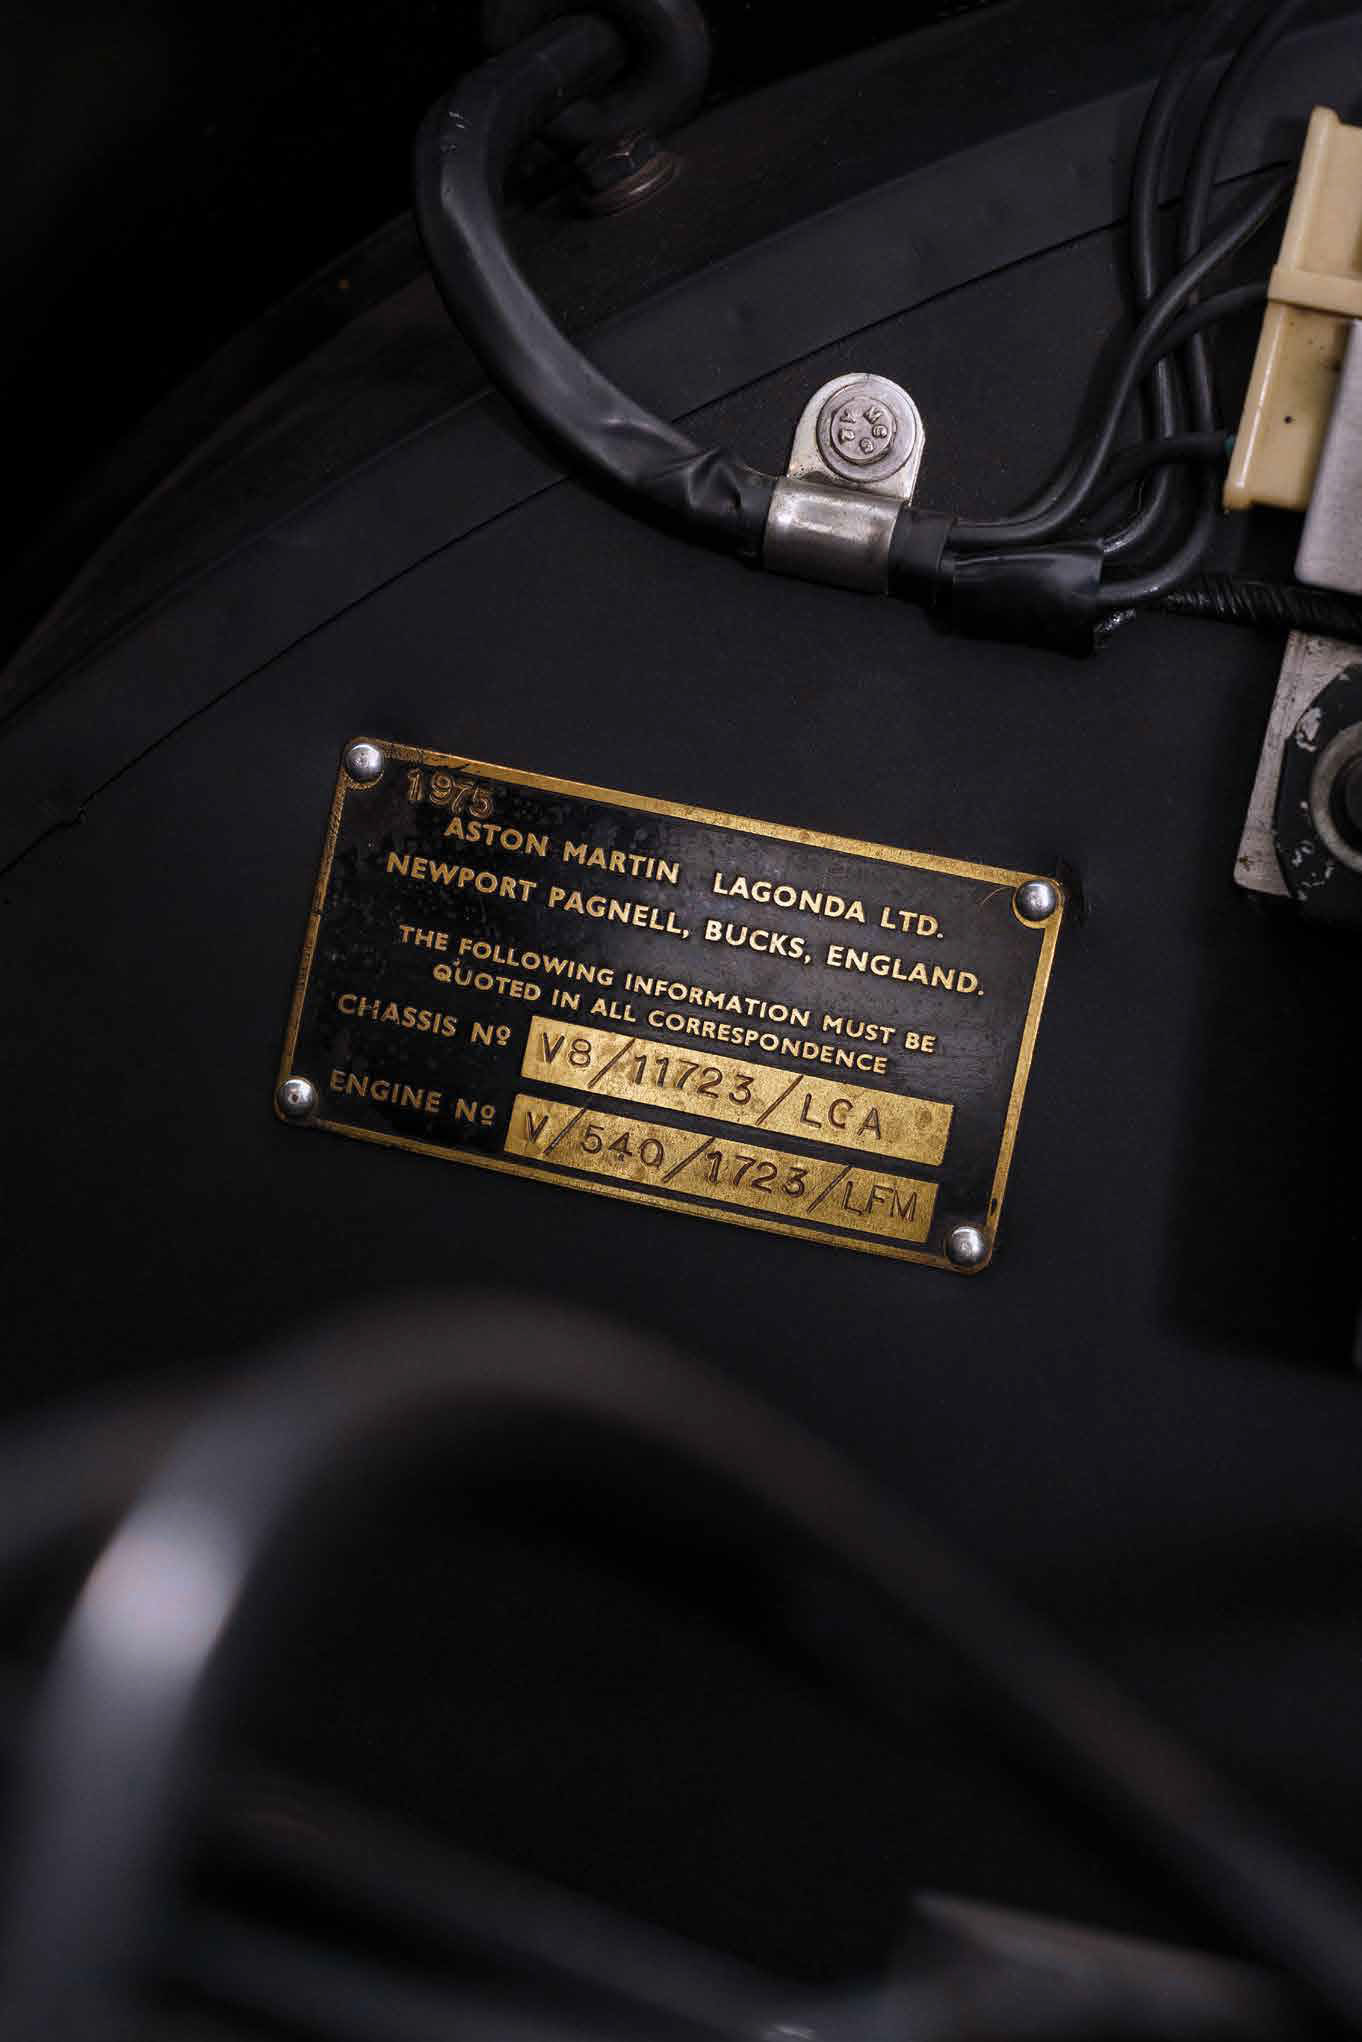 1975
ASTON MARTIN LAGONDA LTD.
NEWPORT PAGNELL, BUCKS, ENGLAND.
THE FOLLOWING INFORMATION MUST BE
QUOTED IN ALL CORRESPONDENCE
CHASSIS Nº V8/11723/LCA
ENGINE Nº V/540/1723/LFM